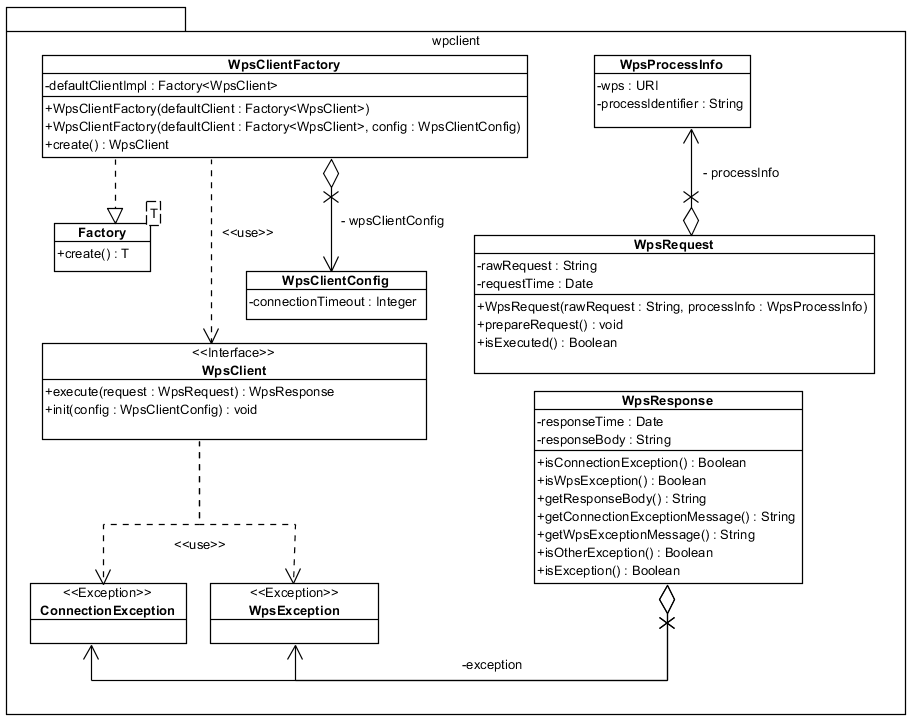 wpclient
WpsClientFactory
-defaultClientImpl : Factory<WpsClient>
+WpsClientFactory(defaultClient : Factory<WpsClient>)
+WpsClientFactory(defaultClient : Factory<WpsClient>, config : WpsClientConfig)
+create() : WpsClient
WpsProcessInfo
-wps : URI
-processIdentifier : String
- processInfo
T
Factory
+create() : T
<<use>>
- wpsClientConfig
WpsClientConfig
-connectionTimeout : Integer
WpsRequest
-rawRequest : String
-requestTime : Date
+WpsRequest(rawRequest : String, processInfo : WpsProcessInfo)
+prepareRequest() : void
+isExecuted() : Boolean
<<Interface>>
WpsClient
+execute(request : WpsRequest) : WpsResponse
+init(config : WpsClientConfig) : void
WpsResponse
-responseTime : Date
-responseBody : String
+isConnectionException() : Boolean
+isWpsException() : Boolean
+getResponseBody() : String
+getConnectionExceptionMessage() : String
+getWpsExceptionMessage() : String
+isOtherException() : Boolean
+isException() : Boolean
<<use>>
<<Exception>>
ConnectionException
<<Exception>>
WpsException
-exception